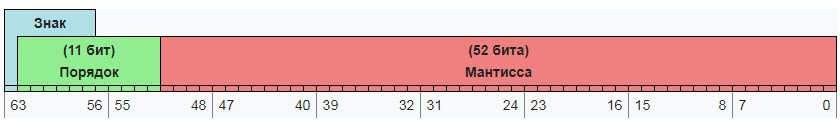 Знак
(11 бит) (52 бита)
Порядок Мантисса
63 56 55 48 47 40 39 32 31 24 23 16 15 8 7 0